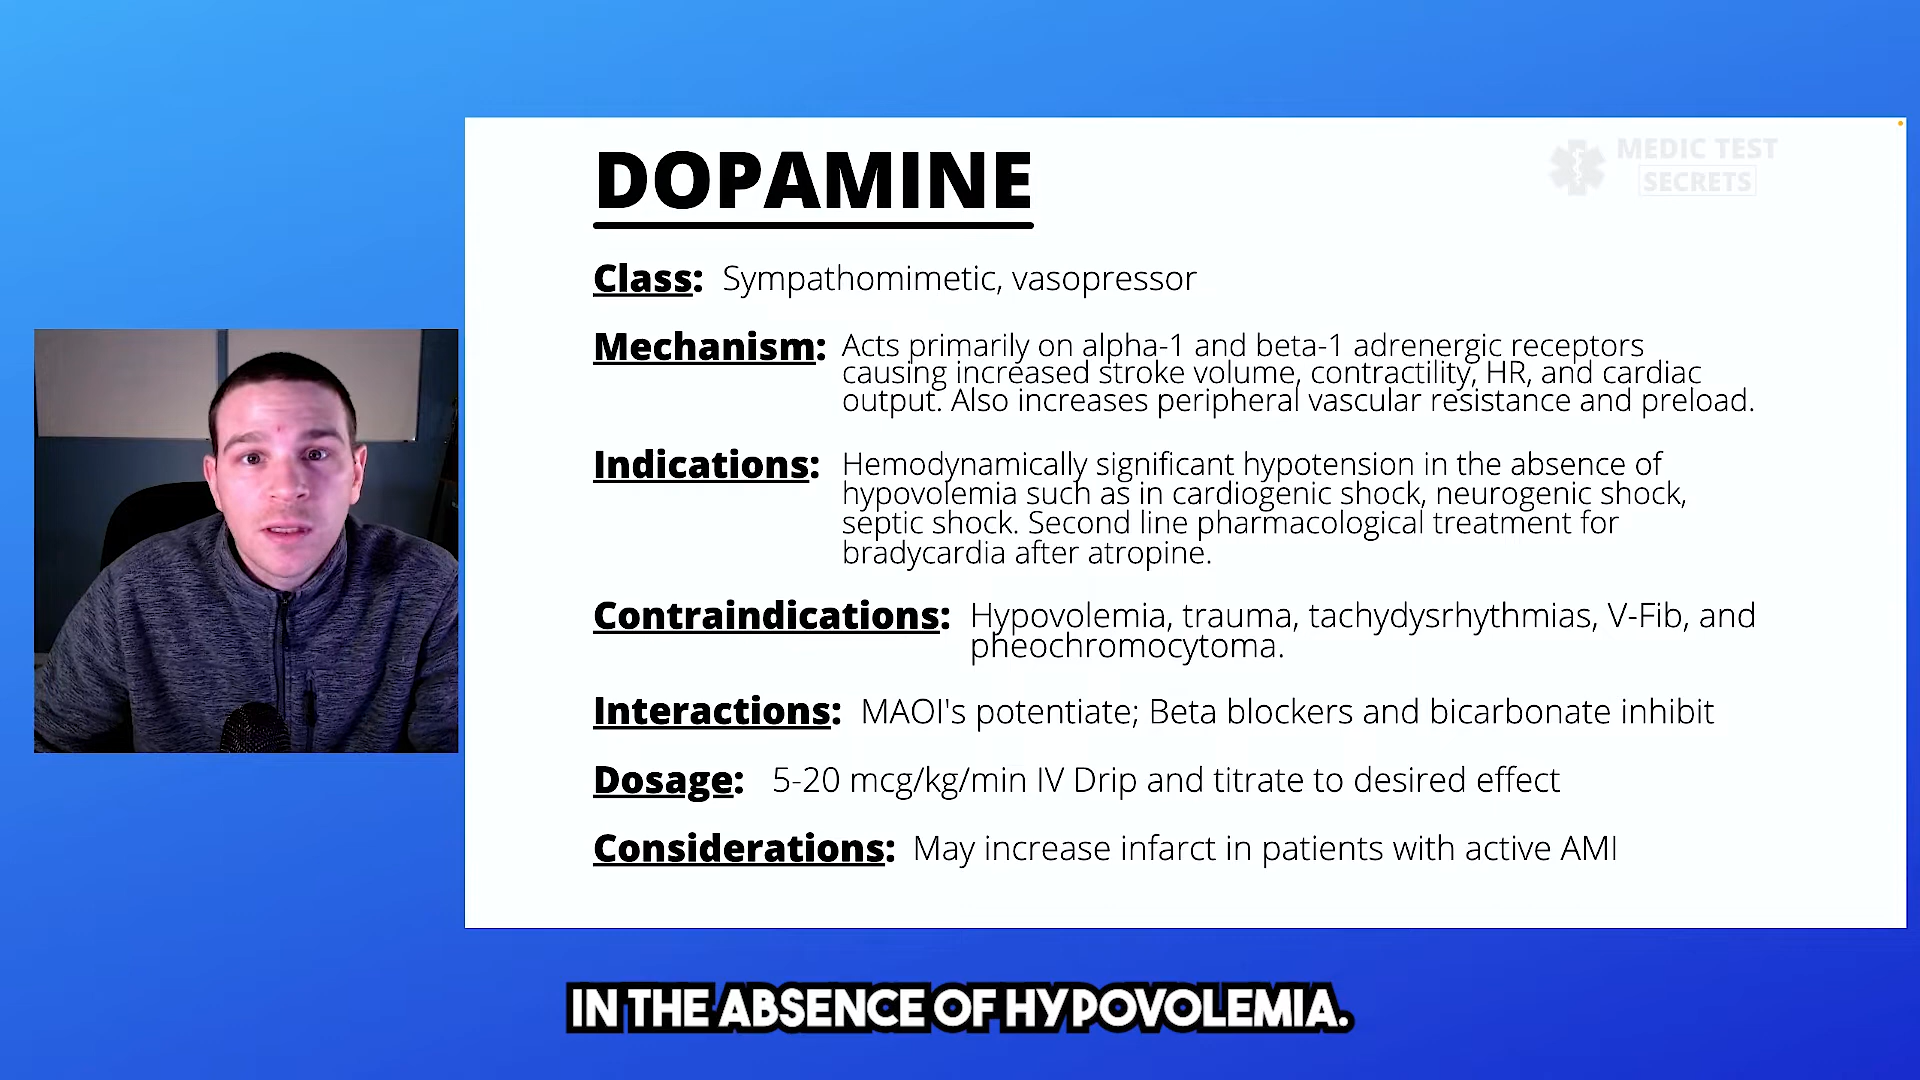 MEDIC TEST
SECRETS
DOPAMINE
Class: Sympathomimetic, vasopressor
Mechanism: Acts primarily on alpha-1 and beta-1 adrenergic receptors
causing increased stroke volume, contractility, HR, and cardiac
output. Also increases peripheral vascular resistance and preload.
Indications: Hemodynamically significant hypotension in the absence of
hypovolemia such as in cardiogenic shock, neurogenic shock,
septic shock. Second line pharmacological treatment for
bradycardia after atropine.
Contraindications: Hypovolemia, trauma, tachydysrhythmias, V-Fib, and
pheochromocytoma.
Interactions: MAOI's potentiate; Beta blockers and bicarbonate inhibit
Dosage: 5-20 mcg/kg/min IV Drip and titrate to desired effect
Considerations: May increase infarct in patients with active AMI
IN THE ABSENCE OF HYPOVOLEMIA.